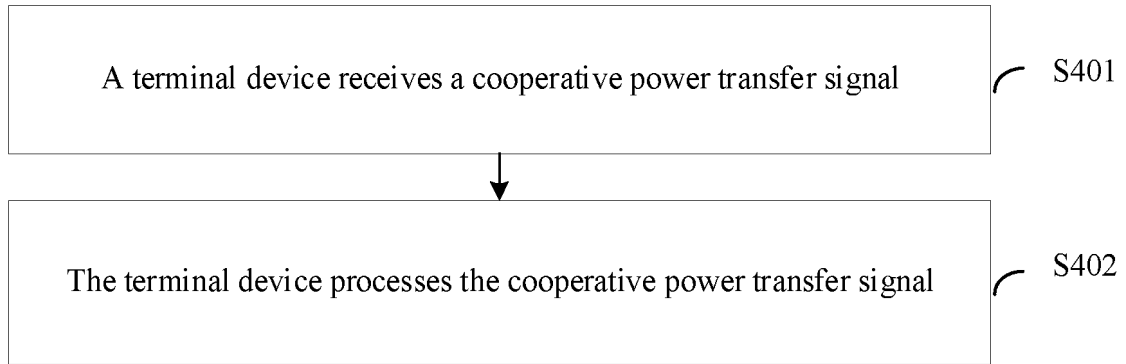 A terminal device receives a cooperative power transfer signal
S401
The terminal device processes the cooperative power transfer signal
S402